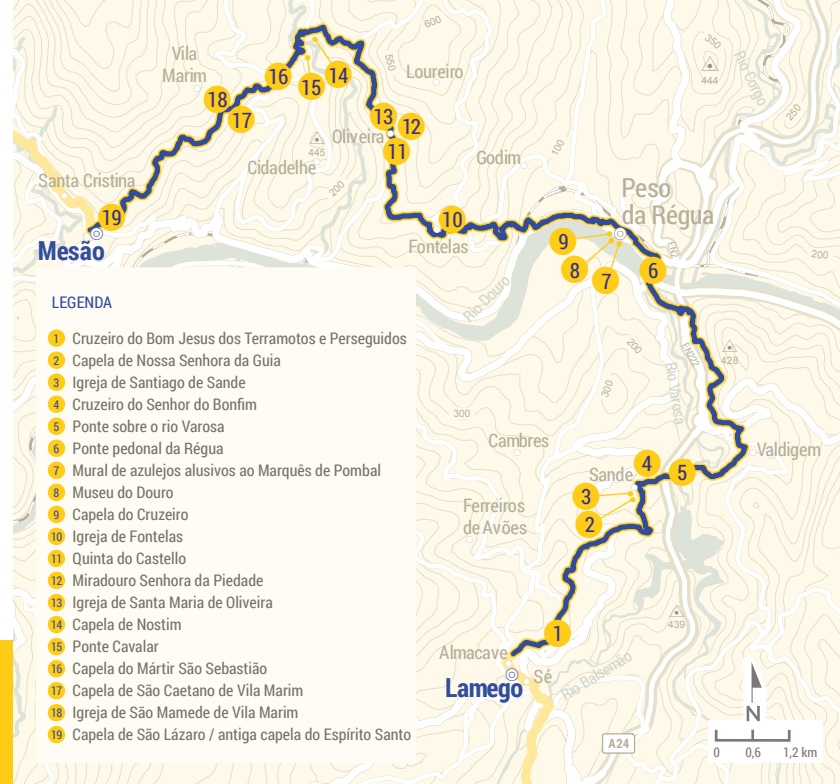 600
350
Rio Corgo
Vila
Marim
550
Loureiro
444
16
15
14
250
18
17
13
12
Oliveira
11
100
445
Cidadelhe
Godim
200
Santa Cristina
Peso
da Régua
19
10
Mesão
Fontelas
9
EN2
200
8
7
6
Rio Douro
LEGENDA
1 Cruzeiro do Bom Jesus dos Terramotos e Perseguidos
2 Capela de Nossa Senhora da Guia
3 Igreja de Santiago de Sande
4 Cruzeiro do Senhor do Bonfim
5 Ponte sobre o rio Varosa
6 Ponte pedonal da Régua
7 Mural de azulejos alusivos ao Marquês de Pombal
8 Museu do Douro
9 Capela do Cruzeiro
10 Igreja de Fontelas
11 Quinta do Castello
12 Miradouro Senhora da Piedade
13 Igreja de Santa Maria de Oliveira
14 Capela de Nostim
15 Ponte Cavalar
16 Capela do Mártir São Sebastião
17 Capela de São Caetano de Vila Marim
18 Igreja de São Mamede de Vila Marim
19 Capela de São Lázaro / antiga capela do Espírito Santo
200
EN222
428
Rio Varosa
300
300
Cambres
Valdigem
Sande
4
5
3
2
Ferreiros
de Avões
439
1
Almacave
Sé
Rio Balsemão
Lamego
N
A24
0 0,6 1,2 km